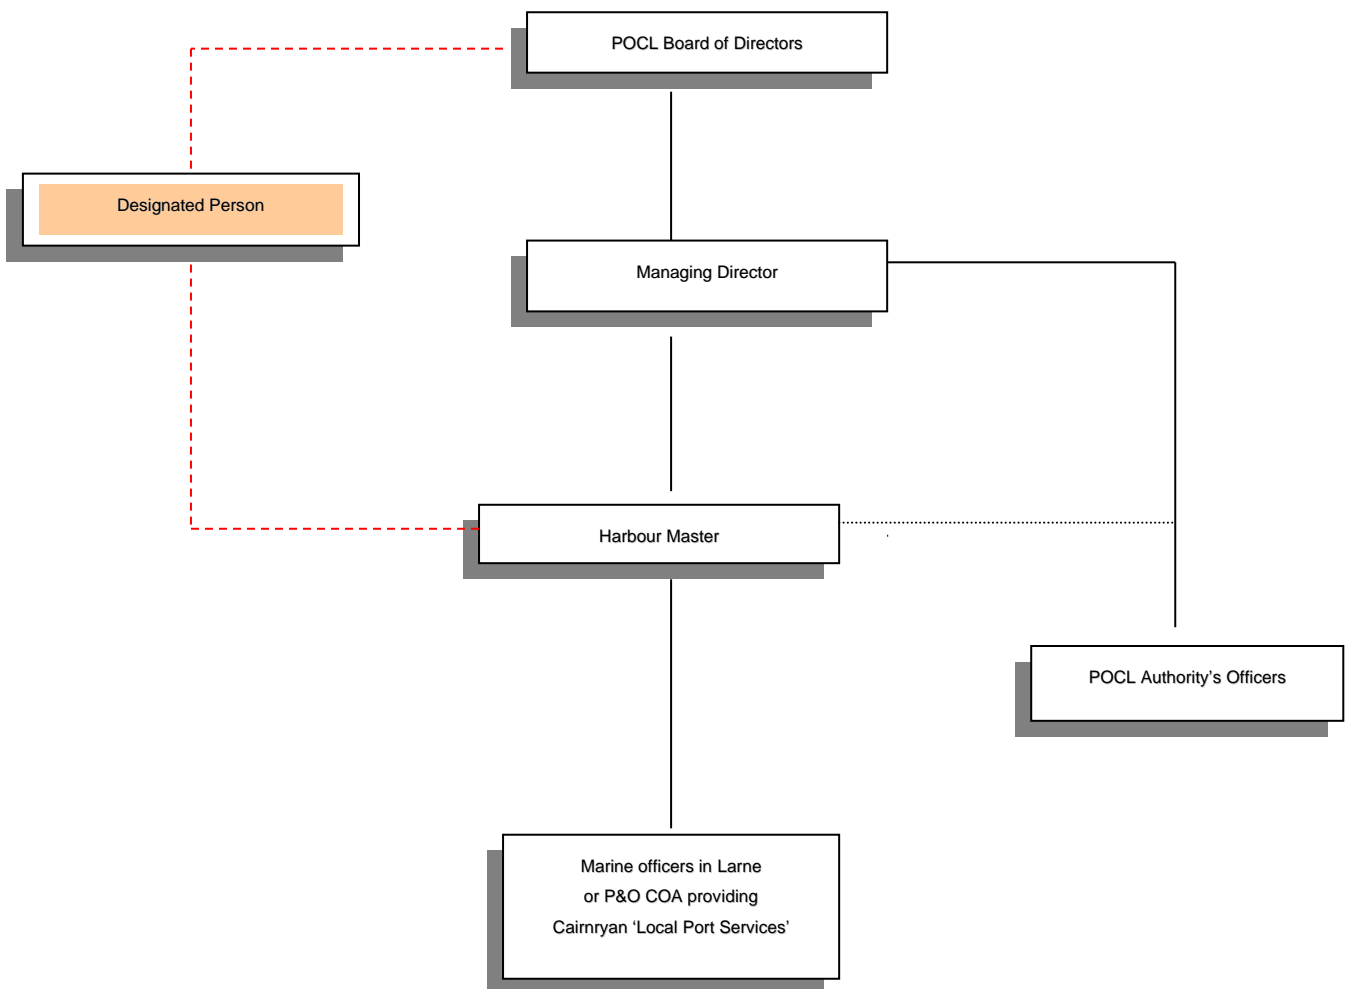 POCL Board of Directors
Designated Person
Managing Director
Harbour Master
POCL Authority’s Officers
Marine officers in Larne
or P&O COA providing
Cairnryan ‘Local Port Services’